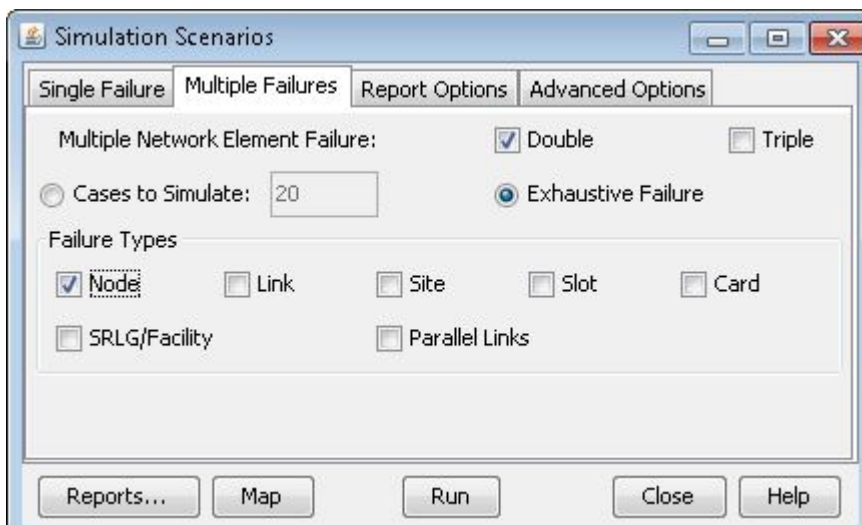 Simulation Scenarios
Single Failure Multiple Failures Report Options Advanced Options
Multiple Network Element Failure: Double Triple
Cases to Simulate: 20 Exhaustive Failure
Failure Types
Node Link Site Slot Card
SRLG/Facility Parallel Links
Reports... Map Run Close Help